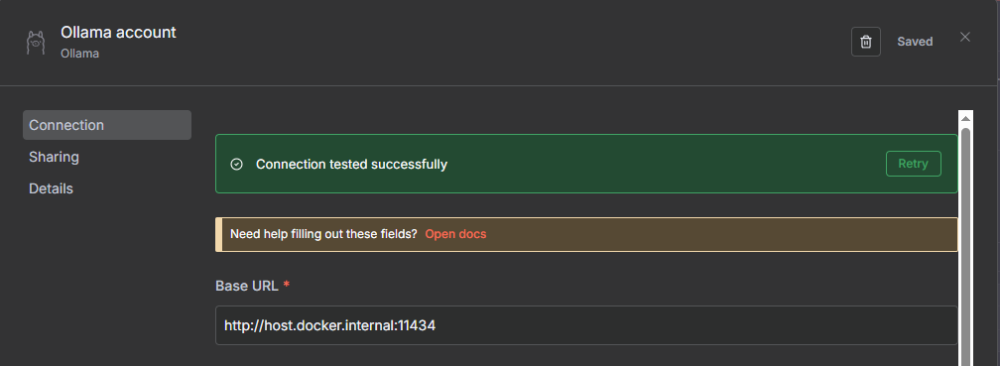 Ollama account
Ollama
Saved
Connection
Sharing
Details
Connection tested successfully
Retry
Need help filling out these fields? Open docs
Base URL *
http://host.docker.internal:11434